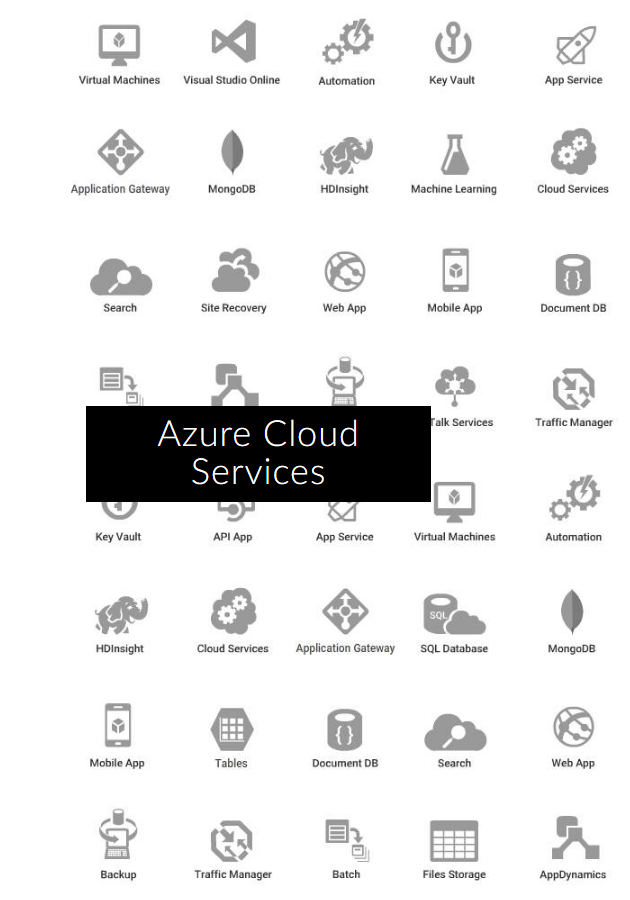 Virtual Machines Visual Studio Online Automation Key Vault App Service
Application Gateway MongoDB HDInsight Machine Learning Cloud Services
Search Site Recovery Web App Mobile App Document DB
Talk Services Traffic Manager
Azure Cloud
Services
Key Vault API App App Service Virtual Machines Automation
HDInsight Cloud Services Application Gateway SQL SQL Database MongoDB
Mobile App Tables Document DB Search Web App
Backup Traffic Manager Batch Files Storage AppDynamics